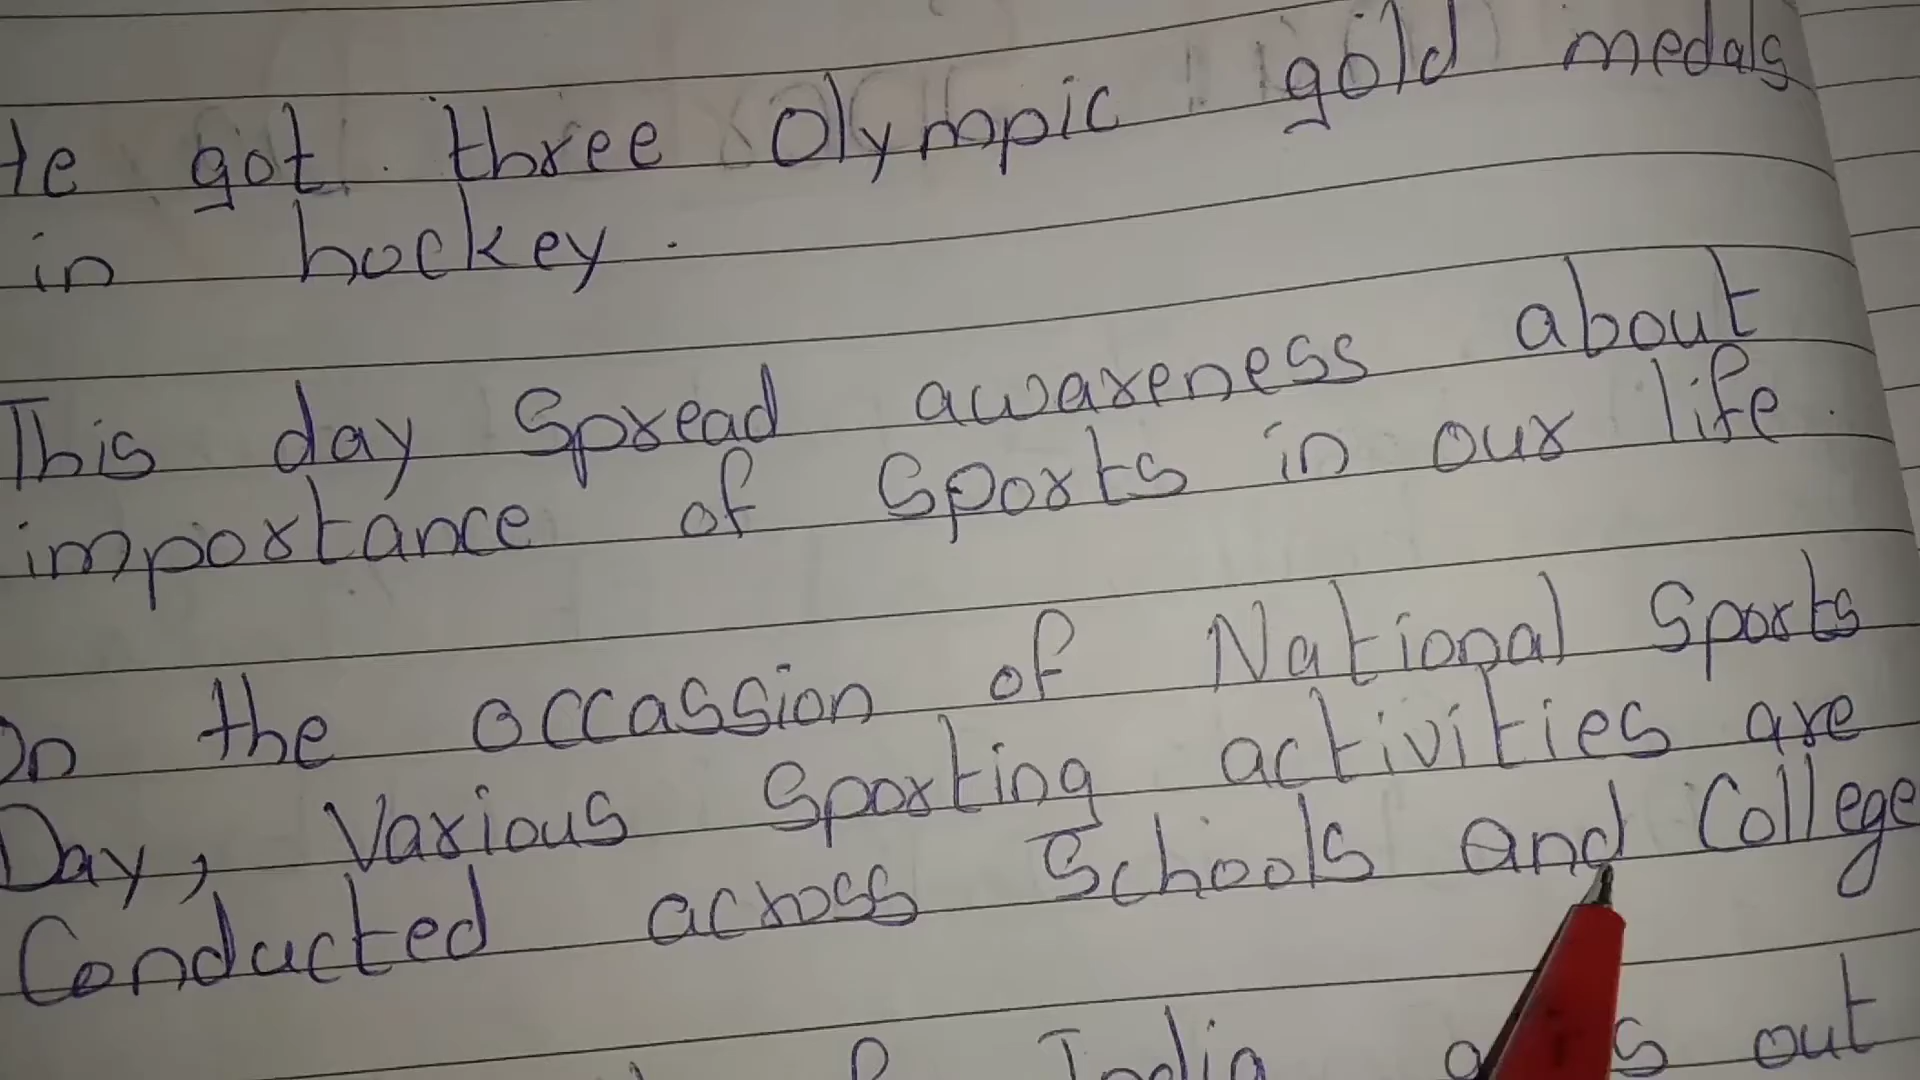 He got three Olympic gold medals
in hockey.
This day Spread awareness about
importance of Sports in our life.
On the occassion of National Sports
Day, Various Sporting activities are
Conducted across Schools and College
India out